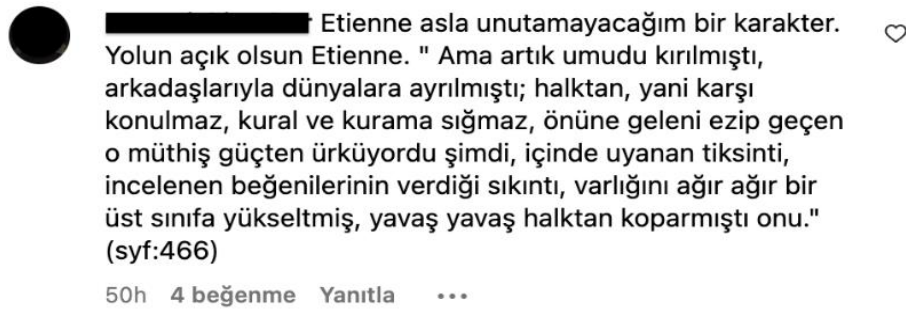 Etienne asla unutamayacağım bir karakter.
Yolun açık olsun Etienne. " Ama artık umudu kırılmıştı,
arkadaşlarıyla dünyalara ayrılmıştı; halktan, yani karşı
konulmaz, kural ve kurama sığmaz, önüne geleni ezip geçen
o müthiş güçten ürküyordu şimdi, içinde uyanan tiksinti,
incelenen beğenilerinin verdiği sıkıntı, varlığını ağır ağır bir
üst sınıfa yükseltmiş, yavaş yavaş halktan koparmıştı onu."
(syf:466)
50h 4 beğenme Yanıtla ...